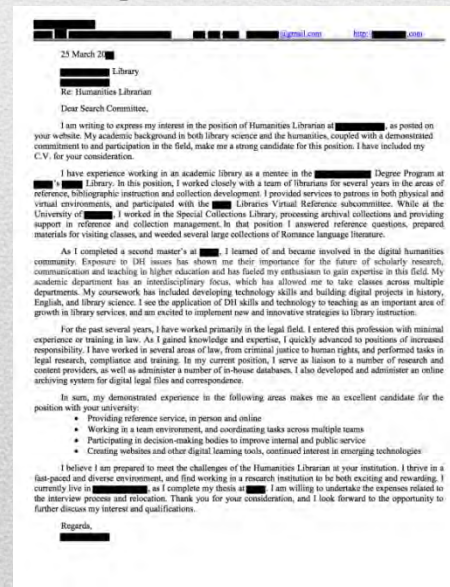 @gmail.com http: .com
25 March 20
Library
Re: Humanities Librarian
Dear Search Committee,
I am writing to express my interest in the position of Humanities Librarian at , as posted on
your website. My academic background in both library science and the humanities, coupled with a demonstrated
commitment to and participation in the field, make me a strong candidate for this position. I have included my
C.V. for your consideration.
I have experience working in an academic library as a mentee in the Degree Program at
's Library. In this position, I worked closely with a team of librarians for several years in the areas of
reference, bibliographic instruction and collection development. I provided services to patrons in both physical and
virtual environments, and participated with the Libraries Virtual Reference subcommittee. While at the
University of , I worked in the Special Collections Library, processing archival collections and providing
support in reference and collection management. In that position I answered reference questions, prepared
materials for visiting classes, and weeded several large collections of Romance language literature.
As I completed a second master's at , I learned of and became involved in the digital humanities
community. Exposure to DH issues has shown me their importance for the future of scholarly research,
communication and teaching in higher education and has fueled my enthusiasm to gain expertise in this field. My
academic department has an interdisciplinary focus, which has allowed me to take classes across multiple
departments. My coursework has included developing technology skills and building digital projects in history,
English, and library science. I see the application of DH skills and technology to teaching as an important area of
growth in library services, and am excited to implement new and innovative strategies to library instruction.
For the past several years, I have worked primarily in the legal field. I entered this profession with minimal
experience or training in law. As I gained knowledge and expertise, I quickly advanced to positions of increased
responsibility. I have worked in several areas of law, from criminal justice to human rights, and performed tasks in
legal research, compliance and training. In my current position, I serve as liaison to a number of research and
content providers, as well as administer a number of in-house databases. I also developed and administer an online
archiving system for digital legal files and correspondence.
In sum, my demonstrated experience in the following areas makes me an excellent candidate for the
position with your university:
• Providing reference service, in person and online
• Working in a team environment, and coordinating tasks across multiple teams
• Participating in decision-making bodies to improve internal and public service
• Creating websites and other digital learning tools, continued interest in emerging technologies
I believe I am prepared to meet the challenges of the Humanities Librarian at your institution. I thrive in a
fast-paced and diverse environment, and find working in a research institution to be both exciting and rewarding. I
currently live in , as I complete my thesis at . I am willing to undertake the expenses related to
the interview process and relocation. Thank you for your consideration, and I look forward to the opportunity to
further discuss my interest and qualifications.
Regards,